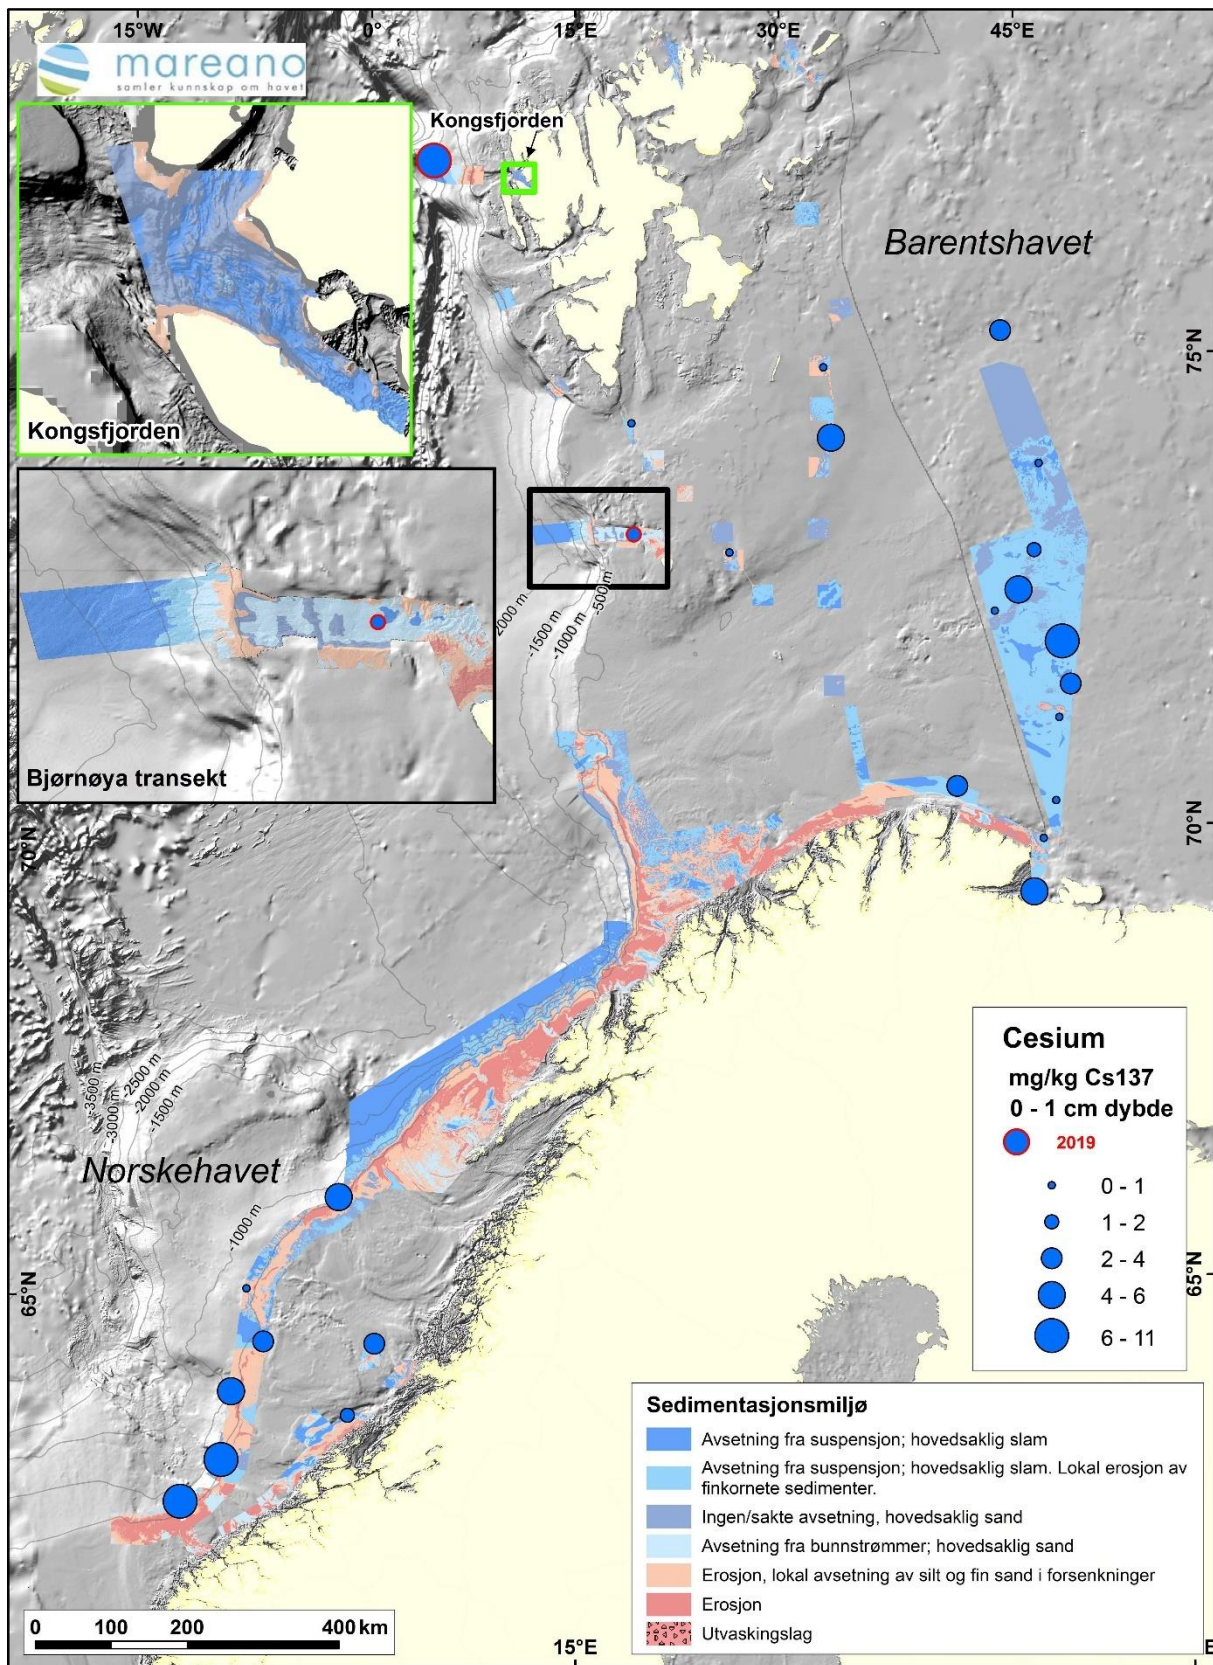 15°W
0°
15°E
30°E
45°E
mareano
samler kunnskap om havet
Kongsfjorden
Barentshavet
75°N
Kongsfjorden
-500 m
2000 m
-1500 m
-1000 m
Bjørnøya transekt
70°N
70°N
Cesium
mg/kg Cs137
0 - 1 cm dybde
2019
0 - 1
1 - 2
2 - 4
4 - 6
6 - 11
-3500 m
-3000 m
-2500 m
-2000 m
-1500 m
Norskehavet
-1000 m
65°N
65°N
Sedimentasjonsmiljø
Avsetning fra suspensjon; hovedsaklig slam
Avsetning fra suspensjon; hovedsaklig slam. Lokal erosjon av
finkornete sedimenter.
Ingen/sakte avsetning, hovedsaklig sand
Avsetning fra bunnstrømmer; hovedsaklig sand
Erosjon, lokal avsetning av silt og fin sand i forsenkninger
Erosjon
Utvaskingslag
0 100 200 400 km
15°E